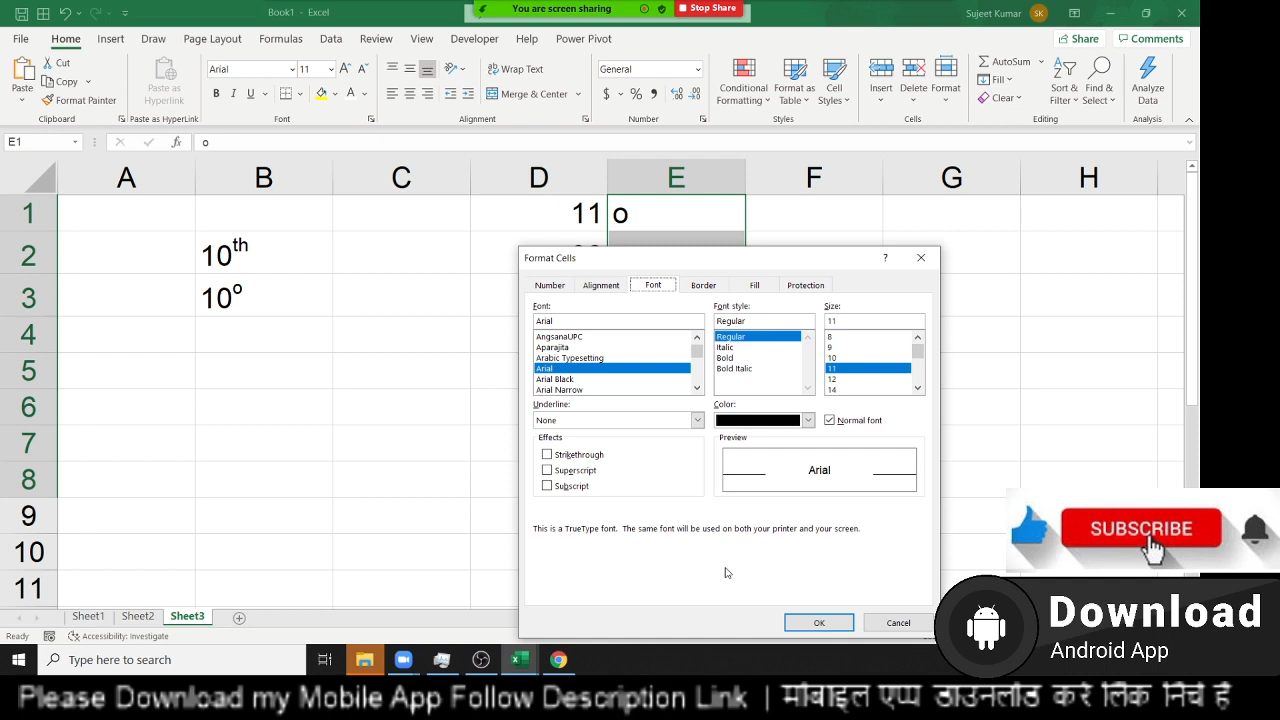 Book1 - Excel
You are screen sharing
Stop Share
Sujeet Kumar
SK
File Home Insert Draw Page Layout Formulas Data Review View Developer Help Power Pivot
Share
Comments
Paste
Cut
Copy
Format Painter
Clipboard
Paste as Hyperlink
Paste as HyperLink
Arial
11
B I U
Font
Wrap Text
Merge & Center
Alignment
General
$ % ,
Number
Conditional Formatting
Format as Table
Cell Styles
Styles
Insert
Delete
Format
Cells
AutoSum
Fill
Clear
Sort & Filter
Find & Select
Editing
Analyze Data
Analysis
E1
fx
o
A B C D E F G H
1 11 o
2 10th
3 10o
4
5
6
7
8
9
10
11
Format Cells
?
Number Alignment Font Border Fill Protection
Font:
Font style:
Size:
Arial
Regular
11
AngsanaUPC
Aparajita
Arabic Typesetting
Arial
Arial Black
Arial Narrow
Regular
Italic
Bold
Bold Italic
8
9
10
11
12
14
Underline:
None
Color:
Normal font
Effects
Strikethrough
Superscript
Subscript
Preview
Arial
This is a TrueType font. The same font will be used on both your printer and your screen.
OK
Cancel
SUBSCRIBE
Download
Android App
Sheet1 Sheet2 Sheet3
Ready
Accessibility: Investigate
Type here to search
Please Download my Mobile App Follow Description Link | मोबाइल एप्प डाउनलोड करे लिंक निचे है